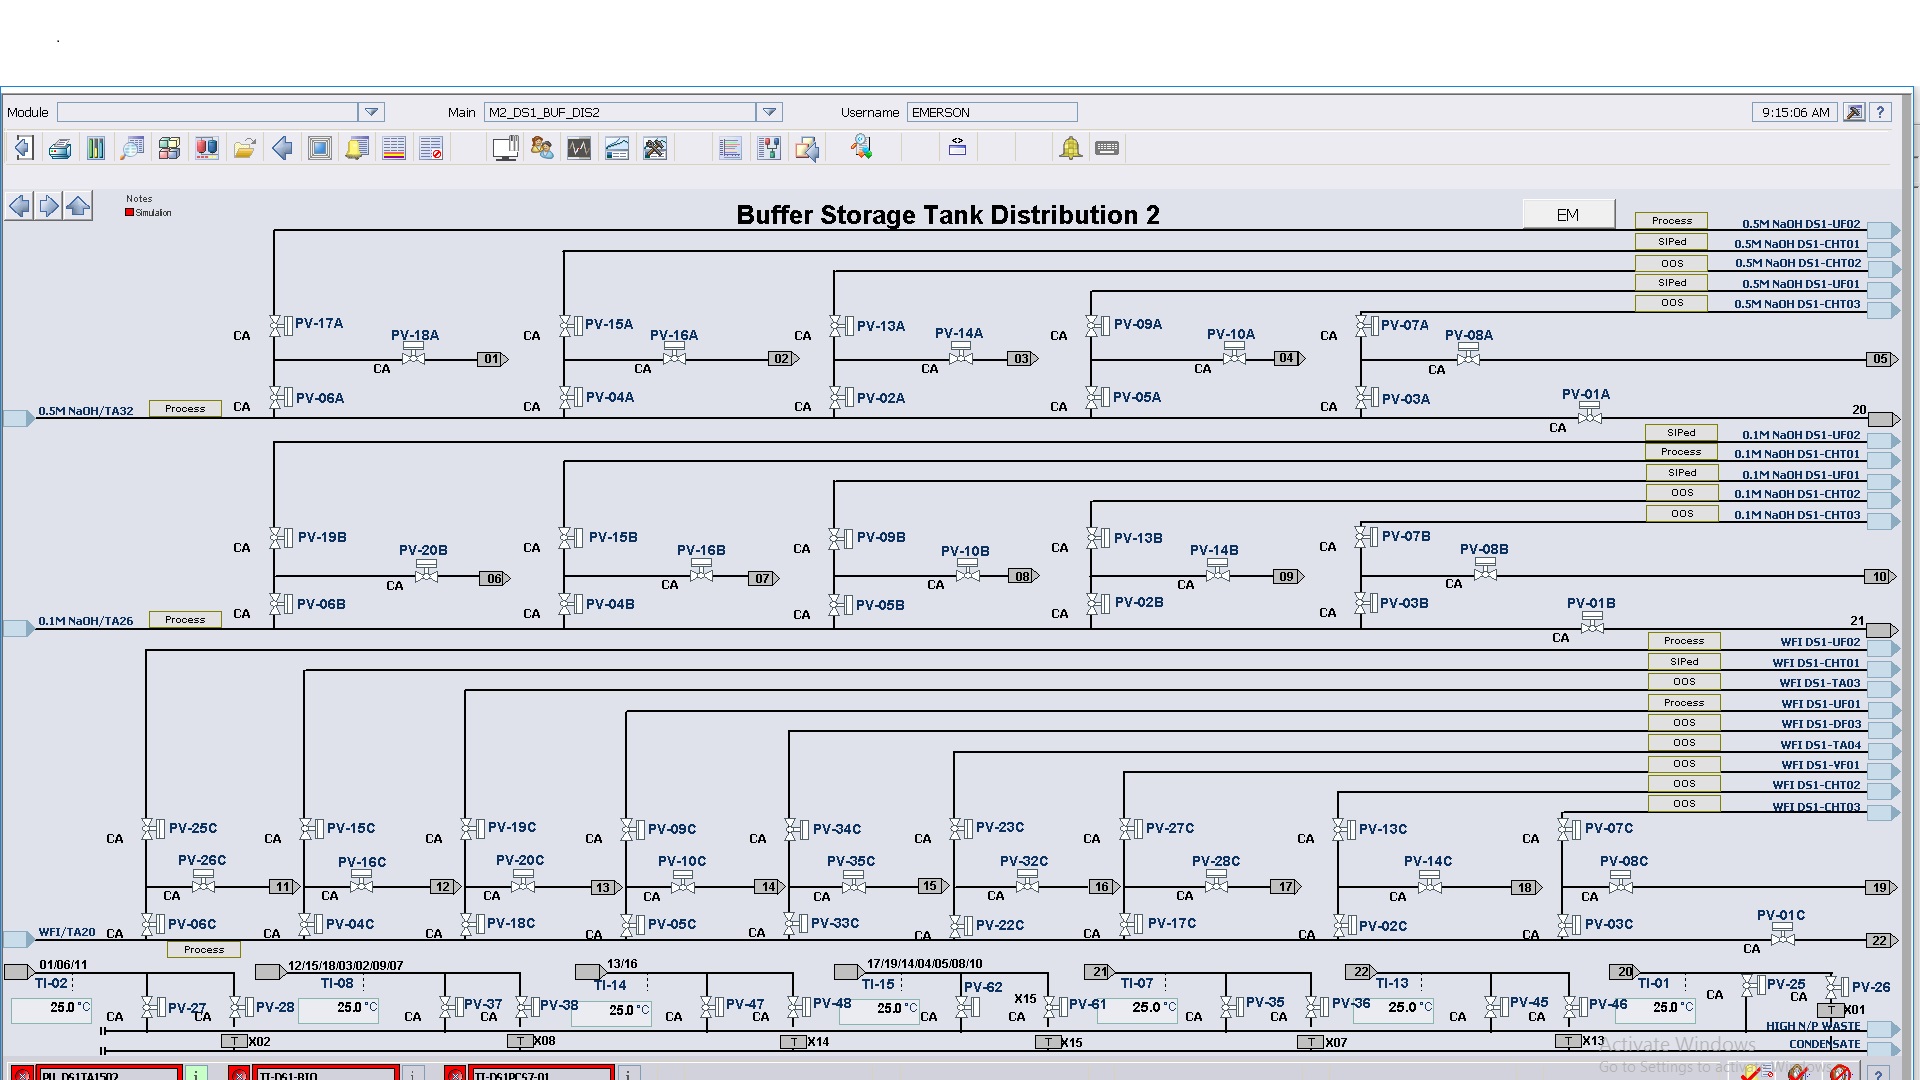 Module
Main M2_DS1_BUF_DIS2
Username EMERSON
9:15:06 AM
?
Notes
Simulation
Buffer Storage Tank Distribution 2
EM
Process 0.5M NaOH DS1-UF02
SIPed 0.5M NaOH DS1-CHT01
OOS 0.5M NaOH DS1-CHT02
SIPed 0.5M NaOH DS1-UF01
OOS 0.5M NaOH DS1-CHT03
CA PV-17A PV-18A CA PV-15A PV-16A CA PV-13A PV-14A CA PV-09A PV-10A CA PV-07A PV-08A
CA 01 CA 02 CA 03 CA 04 CA 05
0.5M NaOH/TA32 Process CA PV-06A CA PV-04A CA PV-02A CA PV-05A CA PV-03A PV-01A CA 20
SIPed 0.1M NaOH DS1-UF02
Process 0.1M NaOH DS1-CHT01
SIPed 0.1M NaOH DS1-UF01
OOS 0.1M NaOH DS1-CHT02
OOS 0.1M NaOH DS1-CHT03
CA PV-19B PV-20B CA PV-15B PV-16B CA PV-09B PV-10B CA PV-13B PV-14B CA PV-07B PV-08B
CA 06 CA 07 CA 08 CA 09 CA 10
0.1M NaOH/TA26 Process CA PV-06B CA PV-04B CA PV-05B CA PV-02B CA PV-03B PV-01B CA 21
Process WFI DS1-UF02
SIPed WFI DS1-CHT01
OOS WFI DS1-TA03
Process WFI DS1-UF01
OOS WFI DS1-DF03
OOS WFI DS1-TA04
OOS WFI DS1-VF01
OOS WFI DS1-CHT02
OOS WFI DS1-CHT03
CA PV-25C CA PV-15C CA PV-19C CA PV-09C CA PV-34C CA PV-23C CA PV-27C CA PV-13C CA PV-07C
PV-26C PV-16C PV-20C PV-10C PV-35C PV-32C PV-28C PV-14C PV-08C
CA 11 CA 12 CA 13 CA 14 CA 15 CA 16 CA 17 CA 18 CA 19
WFI/TA20 CA PV-06C CA PV-04C CA PV-18C CA PV-05C CA PV-33C CA PV-22C CA PV-17C CA PV-02C CA PV-03C PV-01C CA 22
Process
01/06/11 12/15/18/03/02/09/07 13/16 17/19/14/04/05/08/10 21 22 20
TI-02 TI-08 TI-14 TI-15 PV-62 TI-07 TI-13 TI-01 PV-25 PV-26
25.0 °C CA PV-27 CA PV-28 25.0 °C CA PV-37 CA PV-38 25.0 °C CA PV-47 PV-48 25.0 °C CA X15 CA PV-61 25.0 °C CA PV-35 CA PV-36 25.0 °C CA PV-45 CA PV-46 25.0 °C CA CA
T X01
HIGH N/P WASTE
T X02 T X08 T X14 T X15 T X07 T X13
CONDENSATE
Activate Windows
Go to Settings to activate Windows.
TI-DS1-RTO TI-DS1PCS7-01